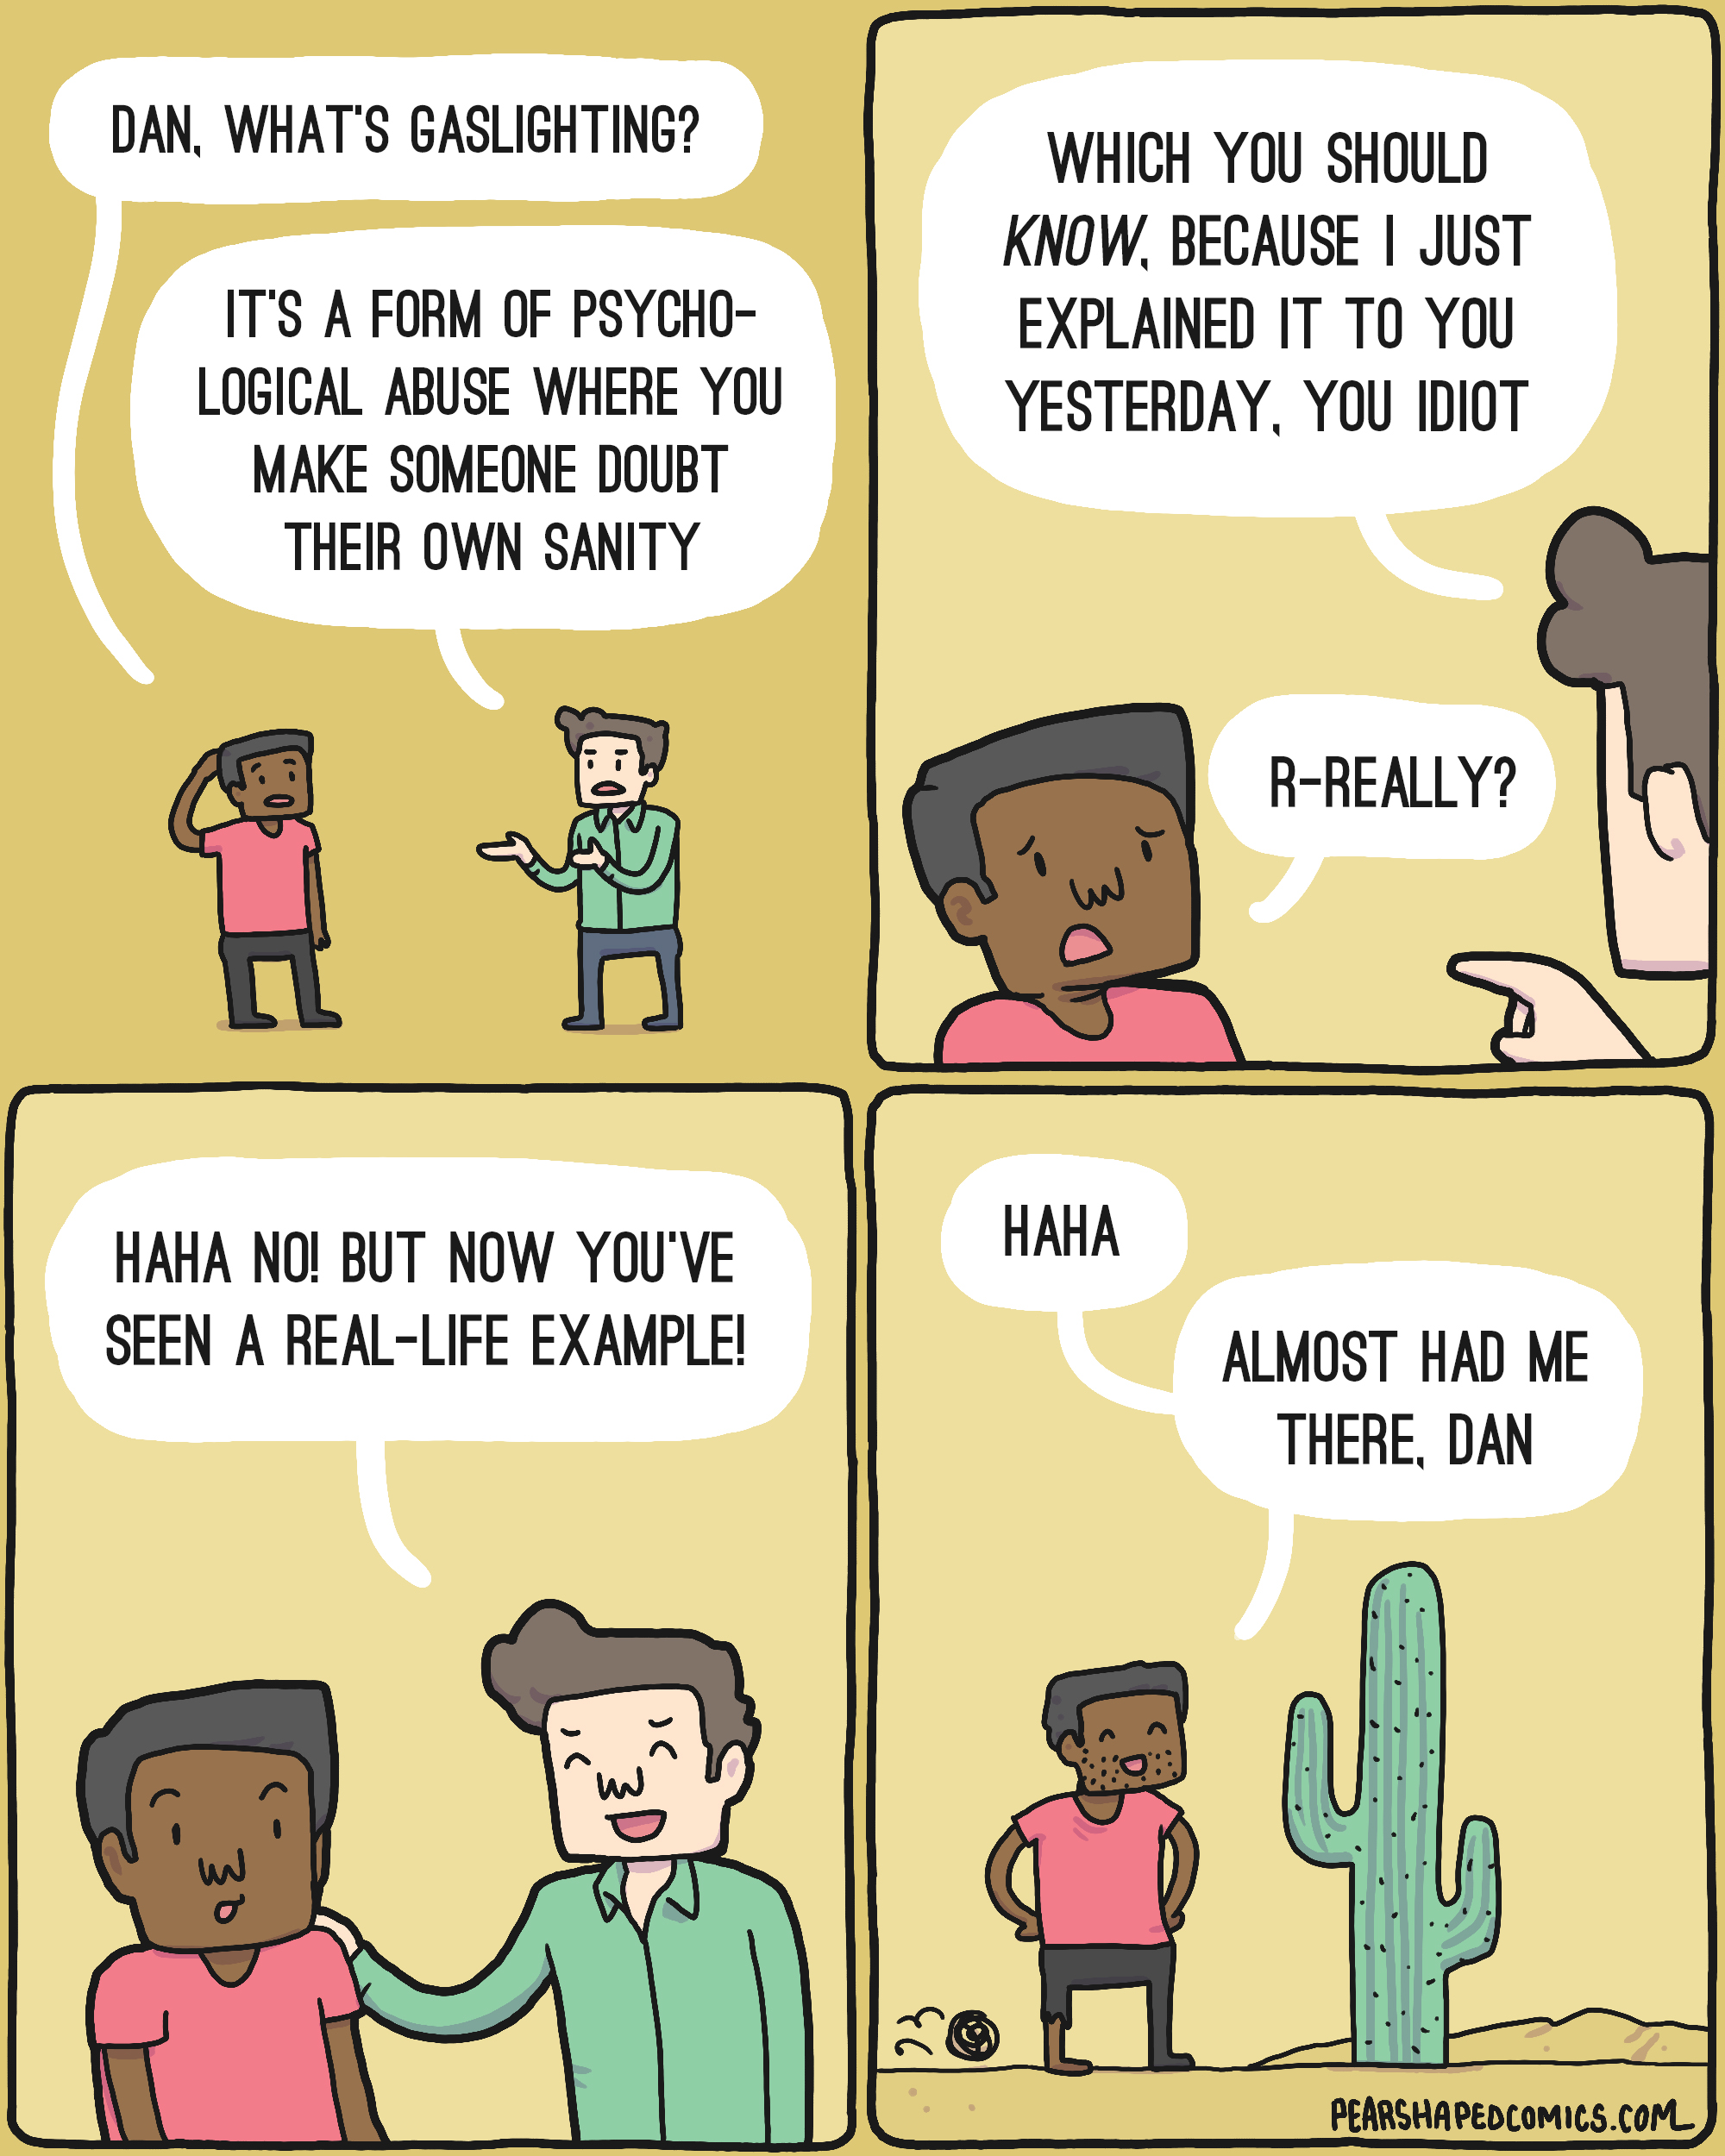 DAN, WHAT'S GASLIGHTING?
IT'S A FORM OF PSYCHO-
LOGICAL ABUSE WHERE YOU
MAKE SOMEONE DOUBT
THEIR OWN SANITY
WHICH YOU SHOULD
KNOW, BECAUSE I JUST
EXPLAINED IT TO YOU
YESTERDAY, YOU IDIOT
R-REALLY?
HAHA NO! BUT NOW YOU'VE
SEEN A REAL-LIFE EXAMPLE!
HAHA
ALMOST HAD ME
THERE, DAN
PEARSHAPEDCOMICS.COM